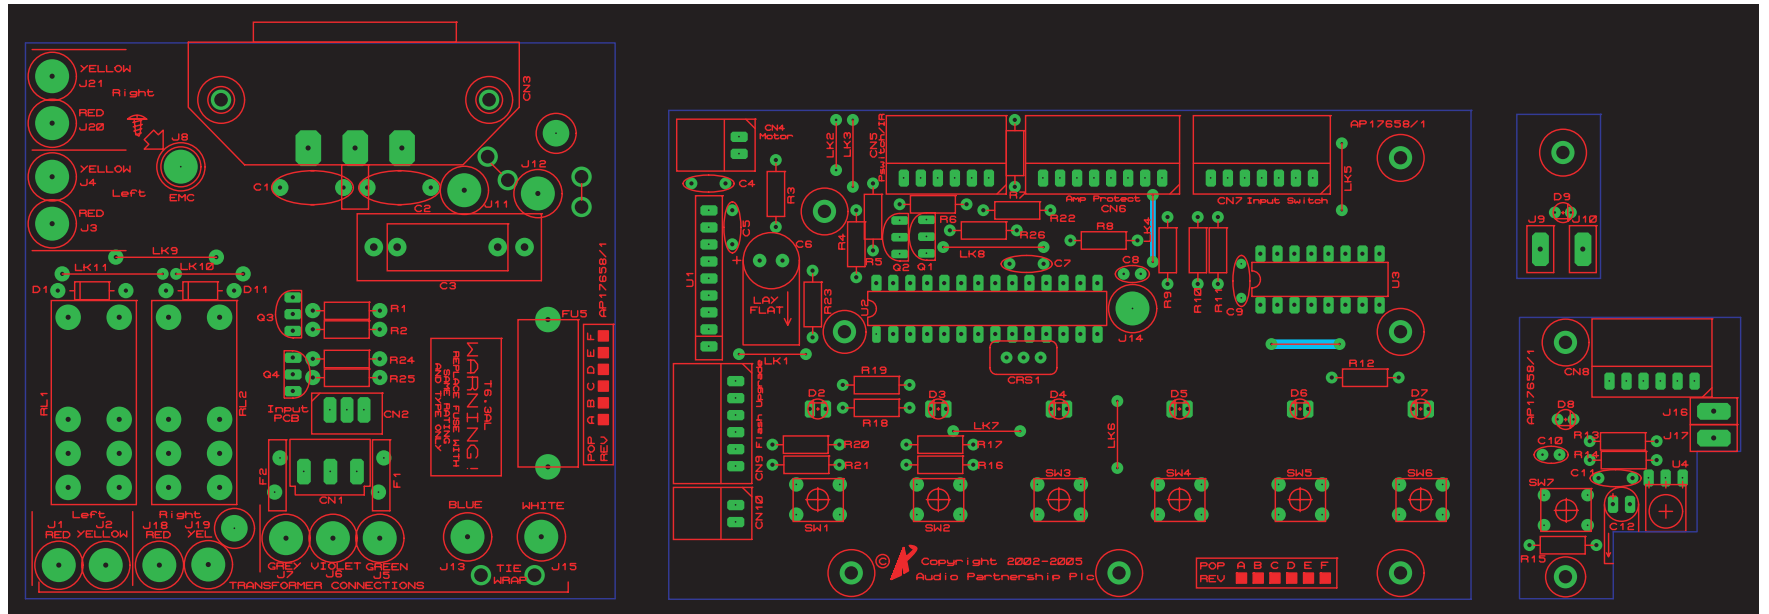 YELLOW
J21
Right
RED
J20
J8
YELLOW
J4
Left
EMC
RED
J3
CN3
C1
C2
J11
J12
C3
LK9
LK11
LK10
D1
D11
AP17658/1
Q3
R1
R2
Q4
R24
R25
Input
PCB
CN2
RL1
RL2
FU5
T6.3AL
WARNING!
REPLACE FUSE WITH
SAME RATING
AND TYPE ONLY
POP A B C D E F
REV
F2
F1
CN1
Left
Right
J1
RED
J2
YELLOW
J18
RED
J19
YEL
GREY
J7
VIOLET
J6
GREEN
J5
BLUE
J13
WHITE
J15
TIE
WRAP
TRANSFORMER CONNECTIONS
CN4
Motor
C4
LK2
LK3
CN5
Pswitch/IR
R7
Amp Protect
CN6
CN7 Input Switch
LK5
AP17658/1
R3
C5
C6
+
U1
LAY
FLAT
R23
R4
R5
R6
R22
R26
Q2
Q1
LK8
C7
R8
LK4
C8
R9
R10
R11
C9
U3
U2
J14
LK1
CRS1
R12
CN9 Flash Upgrade
CN10
R19
R18
R20
R21
R17
R16
LK7
LK6
D2
D3
D4
D5
D6
D7
SW1
SW2
SW3
SW4
SW5
SW6
© Copyright 2002-2005
Audio Partnership Plc
POP A B C D E F
REV
D9
J9
J10
AP17658/1
CN8
D8
J16
J17
C10
R13
R14
C11
U4
SW7
C12
R15